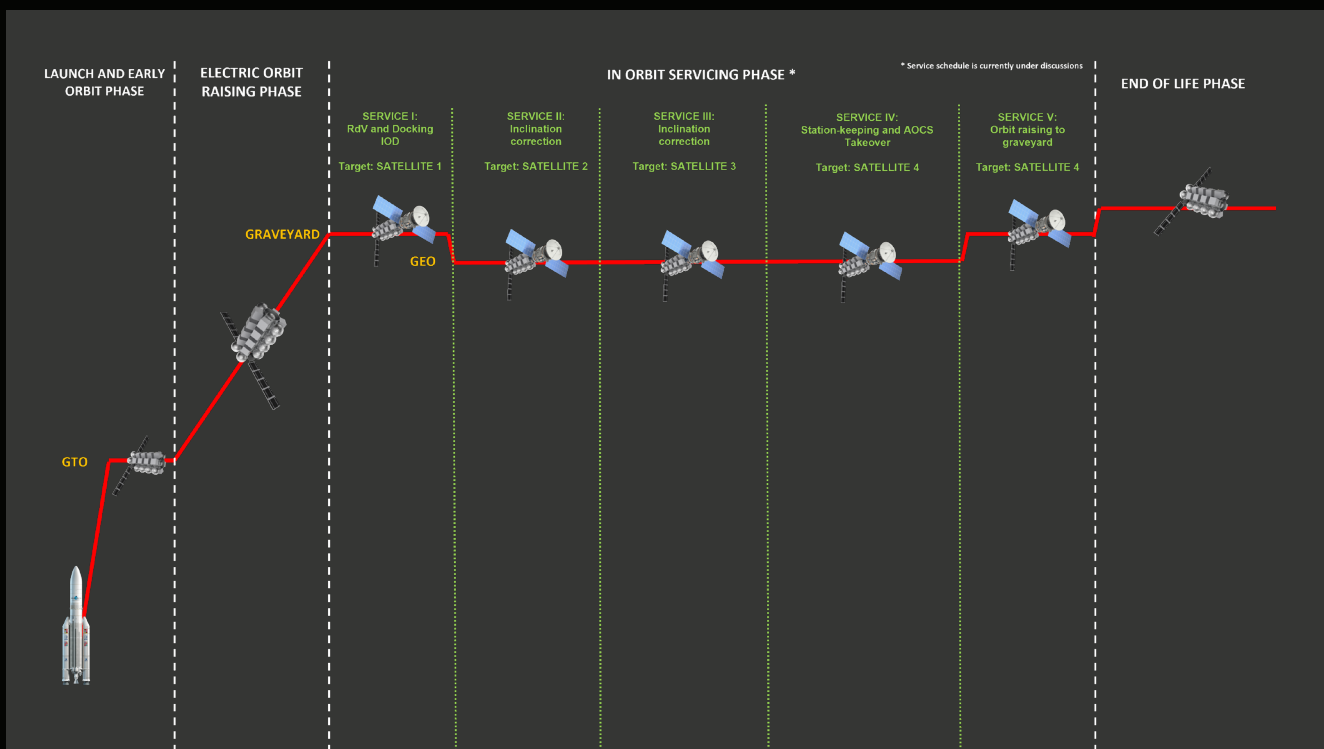 LAUNCH AND EARLY
ORBIT PHASE
ELECTRIC ORBIT
RAISING PHASE
IN ORBIT SERVICING PHASE *
* Service schedule is currently under discussions
END OF LIFE PHASE
SERVICE I:
RdV and Docking
IOD
Target: SATELLITE 1
SERVICE II:
Inclination
correction
Target: SATELLITE 2
SERVICE III:
Inclination
correction
Target: SATELLITE 3
SERVICE IV:
Station-keeping and AOCS
Takeover
Target: SATELLITE 4
SERVICE V:
Orbit raising to
graveyard
Target: SATELLITE 4
GRAVEYARD
GEO
GTO